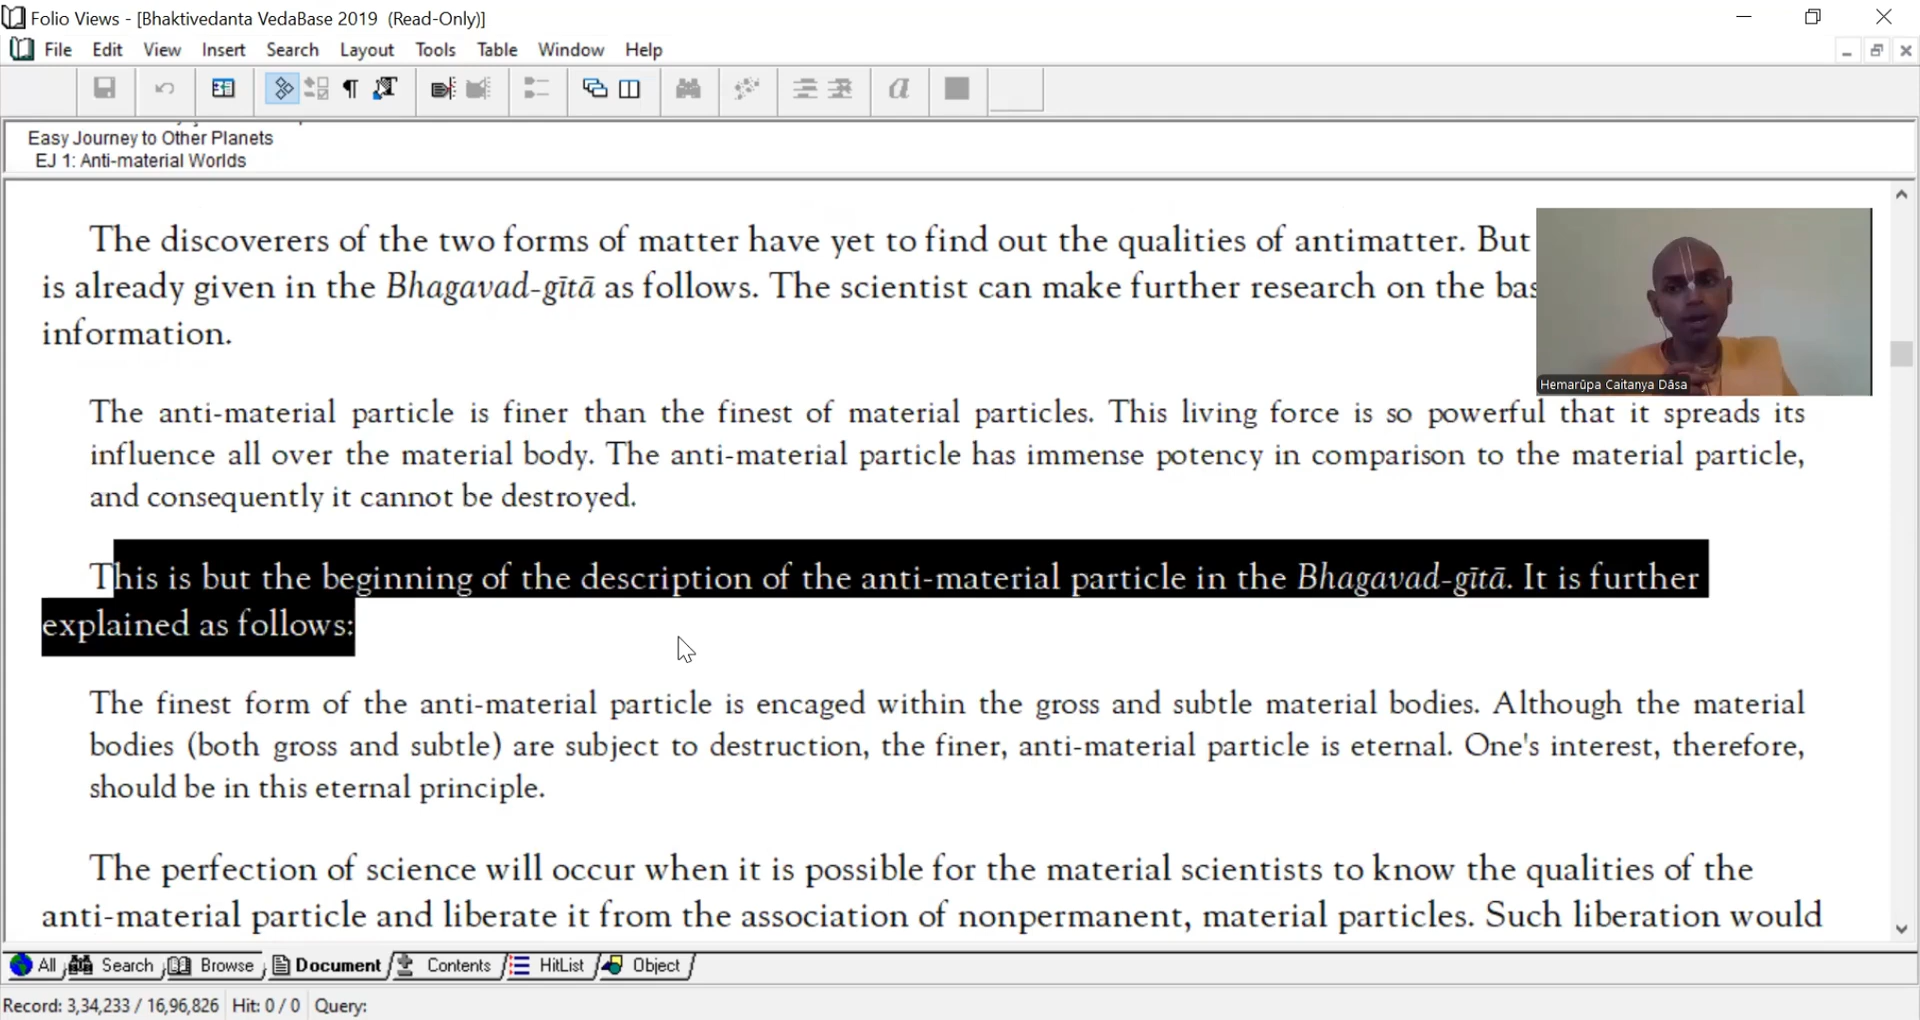 Folio Views - [Bhaktivedanta VedaBase 2019 (Read-Only)]
File Edit View Insert Search Layout Tools Table Window Help
Easy Journey to Other Planets
EJ 1: Anti-material Worlds
The discoverers of the two forms of matter have yet to find out the qualities of antimatter. But
is already given in the Bhagavad-gītā as follows. The scientist can make further research on the bas
information.
Hemarūpa Caitanya Dāsa
The anti-material particle is finer than the finest of material particles. This living force is so powerful that it spreads its
influence all over the material body. The anti-material particle has immense potency in comparison to the material particle,
and consequently it cannot be destroyed.
This is but the beginning of the description of the anti-material particle in the Bhagavad-gītā. It is further
explained as follows:
The finest form of the anti-material particle is encaged within the gross and subtle material bodies. Although the material
bodies (both gross and subtle) are subject to destruction, the finer, anti-material particle is eternal. One's interest, therefore,
should be in this eternal principle.
The perfection of science will occur when it is possible for the material scientists to know the qualities of the
anti-material particle and liberate it from the association of nonpermanent, material particles. Such liberation would
All Search Browse Document Contents HitList Object
Record: 3,34,233 / 16,96,826 Hit: 0 / 0 Query: